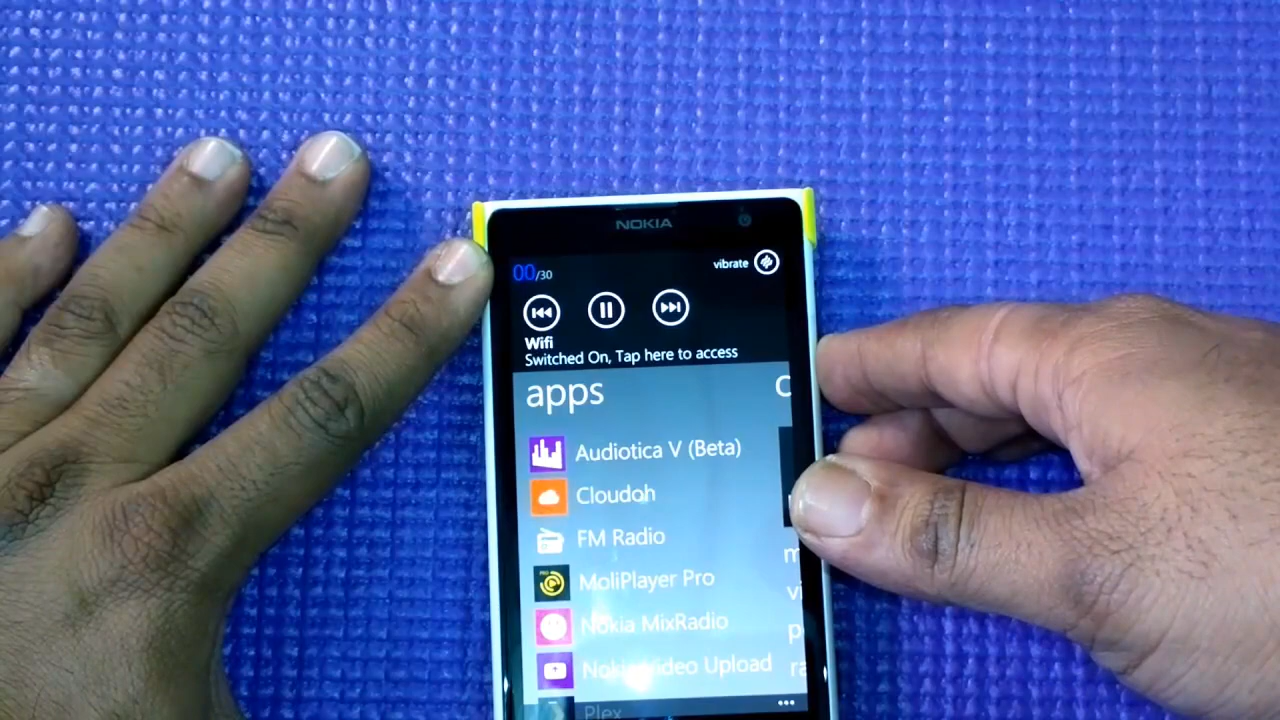 NOKIA
00/30
vibrate
Wifi
Switched On, Tap here to access
apps
Audiotica V (Beta)
Cloudoh
FM Radio
MoliPlayer Pro
Nokia MixRadio
Nokia Video Upload
Plex